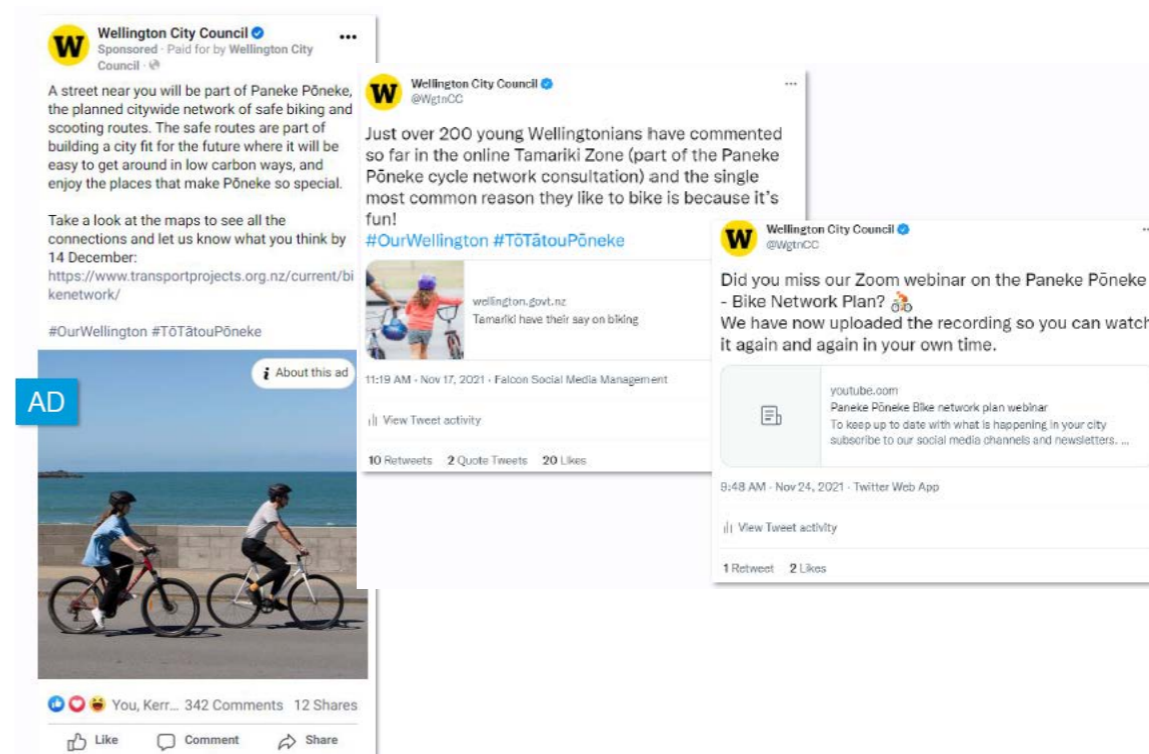 W
Wellington City Council
Sponsored · Paid for by Wellington City
Council ·
A street near you will be part of Paneke Pōneke,
the planned citywide network of safe biking and
scooting routes. The safe routes are part of
building a city fit for the future where it will be
easy to get around in low carbon ways, and
enjoy the places that make Pōneke so special.
Take a look at the maps to see all the
connections and let us know what you think by
14 December:
https://www.transportprojects.org.nz/current/bi
kenetwork/
#OurWellington #TōTātouPōneke
i About this ad
AD
You, Kerr... 342 Comments 12 Shares
Like Comment Share
W
Wellington City Council
@WgtnCC
Just over 200 young Wellingtonians have commented
so far in the online Tamariki Zone (part of the Paneke
Pōneke cycle network consultation) and the single
most common reason they like to bike is because it's
fun!
#OurWellington #TōTātouPōneke
wellington.govt.nz
Tamariki have their say on biking
11:19 AM · Nov 17, 2021 · Falcon Social Media Management
View Tweet activity
10 Retweets 2 Quote Tweets 20 Likes
W
Wellington City Council
@WgtnCC
Did you miss our Zoom webinar on the Paneke Pōneke
- Bike Network Plan? 🚴
We have now uploaded the recording so you can watch
it again and again in your own time.
youtube.com
Paneke Pōneke Bike network plan webinar
To keep up to date with what is happening in your city
subscribe to our social media channels and newsletters. ...
9:48 AM · Nov 24, 2021 · Twitter Web App
View Tweet activity
1 Retweet 2 Likes